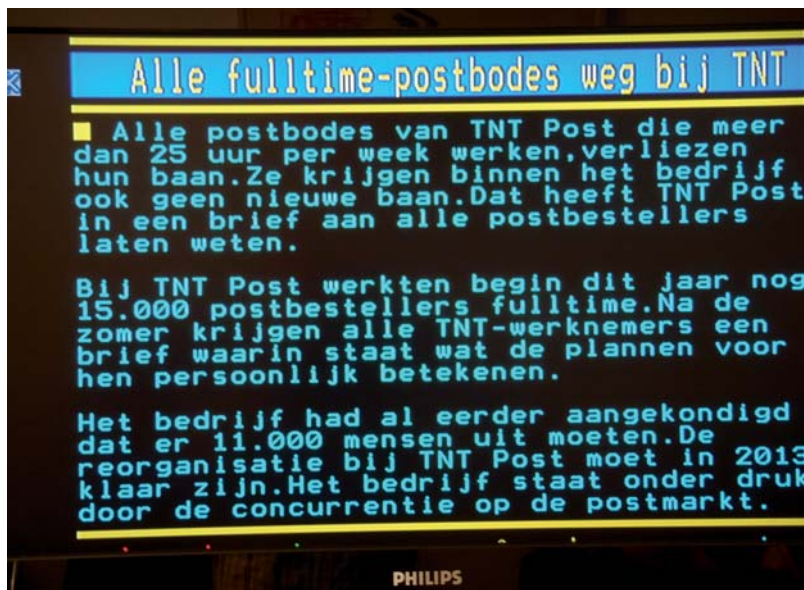 Alle fulltime-postbodes weg bij TNT
Alle postbodes van TNT Post die meer
dan 25 uur per week werken,verliezen
hun baan.Ze krijgen binnen het bedrijf
ook geen nieuwe baan.Dat heeft TNT Post
in een brief aan alle postbestellers
laten weten.
Bij TNT Post werkten begin dit jaar nog
15.000 postbestellers fulltime.Na de
zomer krijgen alle TNT-werknemers een
brief waarin staat wat de plannen voor
hen persoonlijk betekenen.
Het bedrijf had al eerder aangekondigd
dat er 11.000 mensen uit moeten.De
reorganisatie bij TNT Post moet in 2013
klaar zijn.Het bedrijf staat onder druk
door de concurrentie op de postmarkt.
PHILIPS